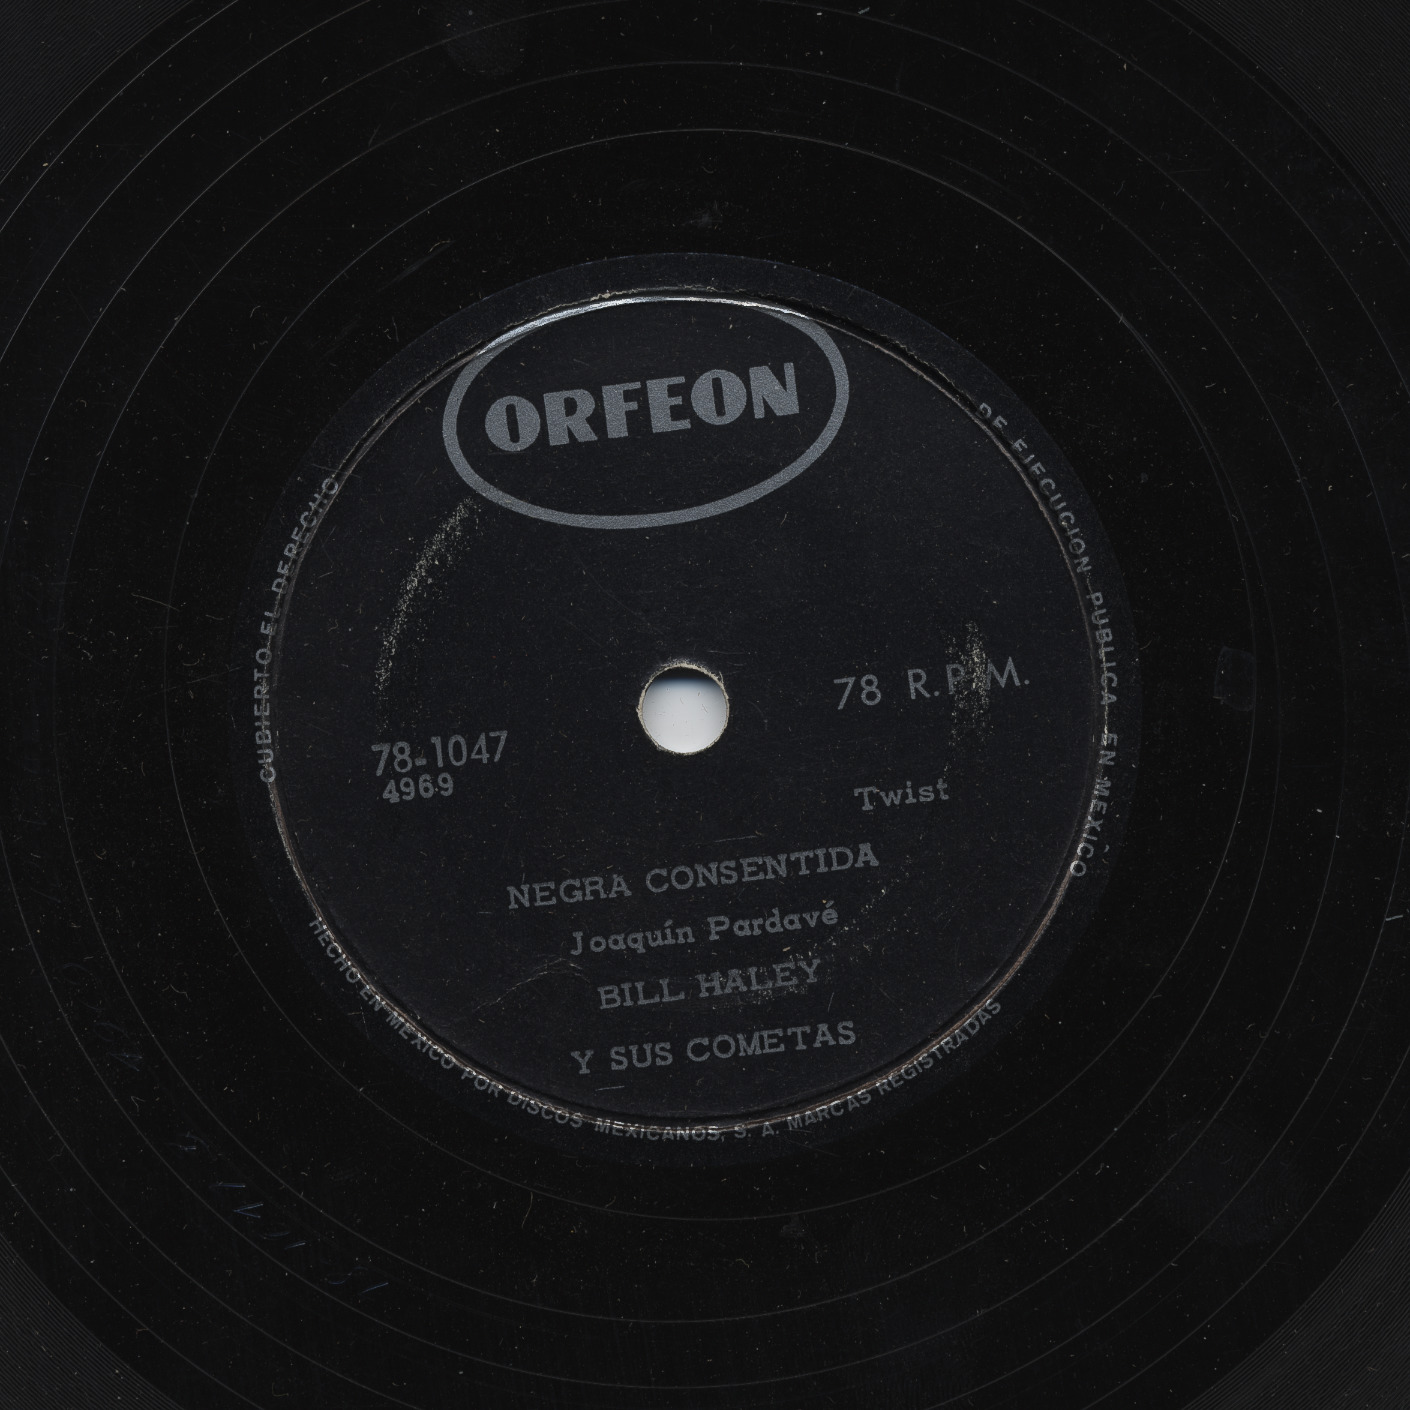 ORFEON
CUBIERTO EL DERECHO
DE EJECUCION PUBLICA EN MEXICO
78 R.P.M.
78-1047
4969
Twist
NEGRA CONSENTIDA
Joaquín Pardavé
BILL HALEY
Y SUS COMETAS
HECHO EN MEXICO POR DISCOS MEXICANOS, S. A. MARCAS REGISTRADAS